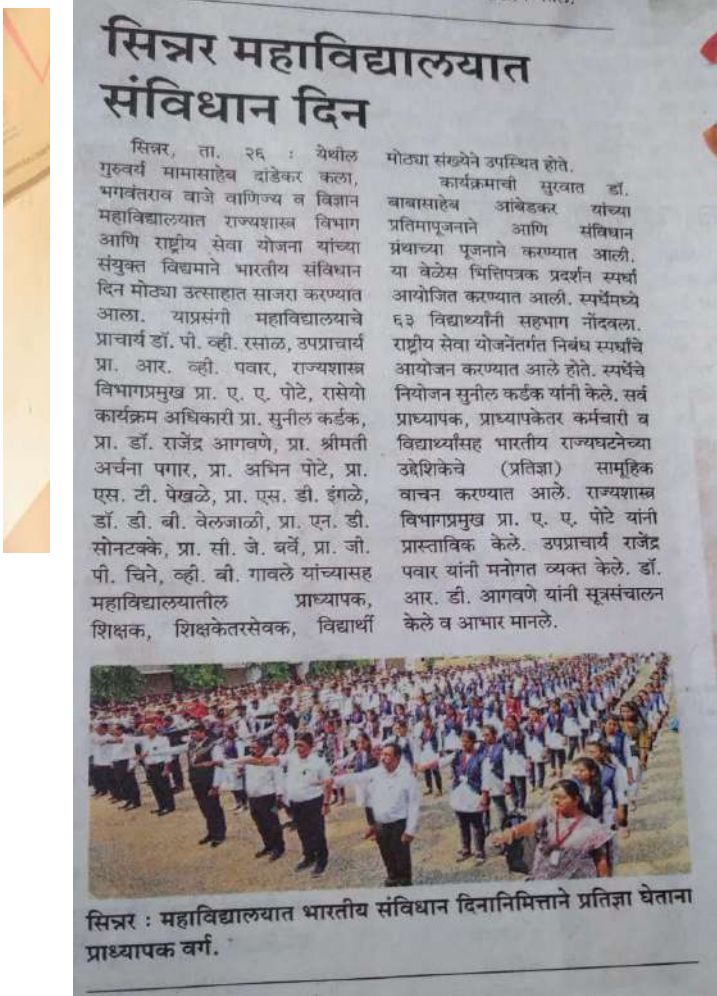 सिन्नर महाविद्यालयात
संविधान दिन
सिन्नर, ता. २६ : येथील
गुरुवर्य मामासाहेब दांडेकर कला,
भगवंतराव वाजे वाणिज्य व विज्ञान
महाविद्यालयात राज्यशास्त्र विभाग
आणि राष्ट्रीय सेवा योजना यांच्या
संयुक्त विद्यमाने भारतीय संविधान
दिन मोठ्या उत्साहात साजरा करण्यात
आला. याप्रसंगी महाविद्यालयाचे
प्राचार्य डॉ. पी. व्ही. रसाळ, उपप्राचार्य
प्रा. आर. व्ही. पवार, राज्यशास्त्र
विभागप्रमुख प्रा. ए. ए. पोटे, रासेयो
कार्यक्रम अधिकारी प्रा. सुनील कर्डक,
प्रा. डॉ. राजेंद्र आगवणे, प्रा. श्रीमती
अर्चना पगार, प्रा. अभिन पोटे, प्रा.
एस. टी. पेखळे, प्रा. एस. डी. इंगळे,
डॉ. डी. बी. वेलजाळी, प्रा. एन. डी.
सोनटक्के, प्रा. सी. जे. बर्वे, प्रा. जी.
पी. चिने, व्ही. बी. गावले यांच्यासह
महाविद्यालयातील प्राध्यापक,
शिक्षक, शिक्षकेतरसेवक, विद्यार्थी
मोठ्या संख्येने उपस्थित होते.
कार्यक्रमाची सुरवात डॉ.
बाबासाहेब आंबेडकर यांच्या
प्रतिमापूजनाने आणि संविधान
ग्रंथाच्या पूजनाने करण्यात आली.
या वेळेस भित्तिपत्रक प्रदर्शन स्पर्धा
आयोजित करण्यात आली. स्पर्धेमध्ये
६३ विद्यार्थ्यांनी सहभाग नोंदवला.
राष्ट्रीय सेवा योजनेंतर्गत निबंध स्पर्धांचे
आयोजन करण्यात आले होते. स्पर्धेचे
नियोजन सुनील कर्डक यांनी केले. सर्व
प्राध्यापक, प्राध्यापकेतर कर्मचारी व
विद्यार्थ्यांसह भारतीय राज्यघटनेच्या
उद्देशिकेचे (प्रतिज्ञा) सामूहिक
वाचन करण्यात आले. राज्यशास्त्र
विभागप्रमुख प्रा. ए. ए. पोटे यांनी
प्रास्ताविक केले. उपप्राचार्य राजेंद्र
पवार यांनी मनोगत व्यक्त केले. डॉ.
आर. डी. आगवणे यांनी सूत्रसंचालन
केले व आभार मानले.
सिन्नर : महाविद्यालयात भारतीय संविधान दिनानिमित्ताने प्रतिज्ञा घेताना
प्राध्यापक वर्ग.